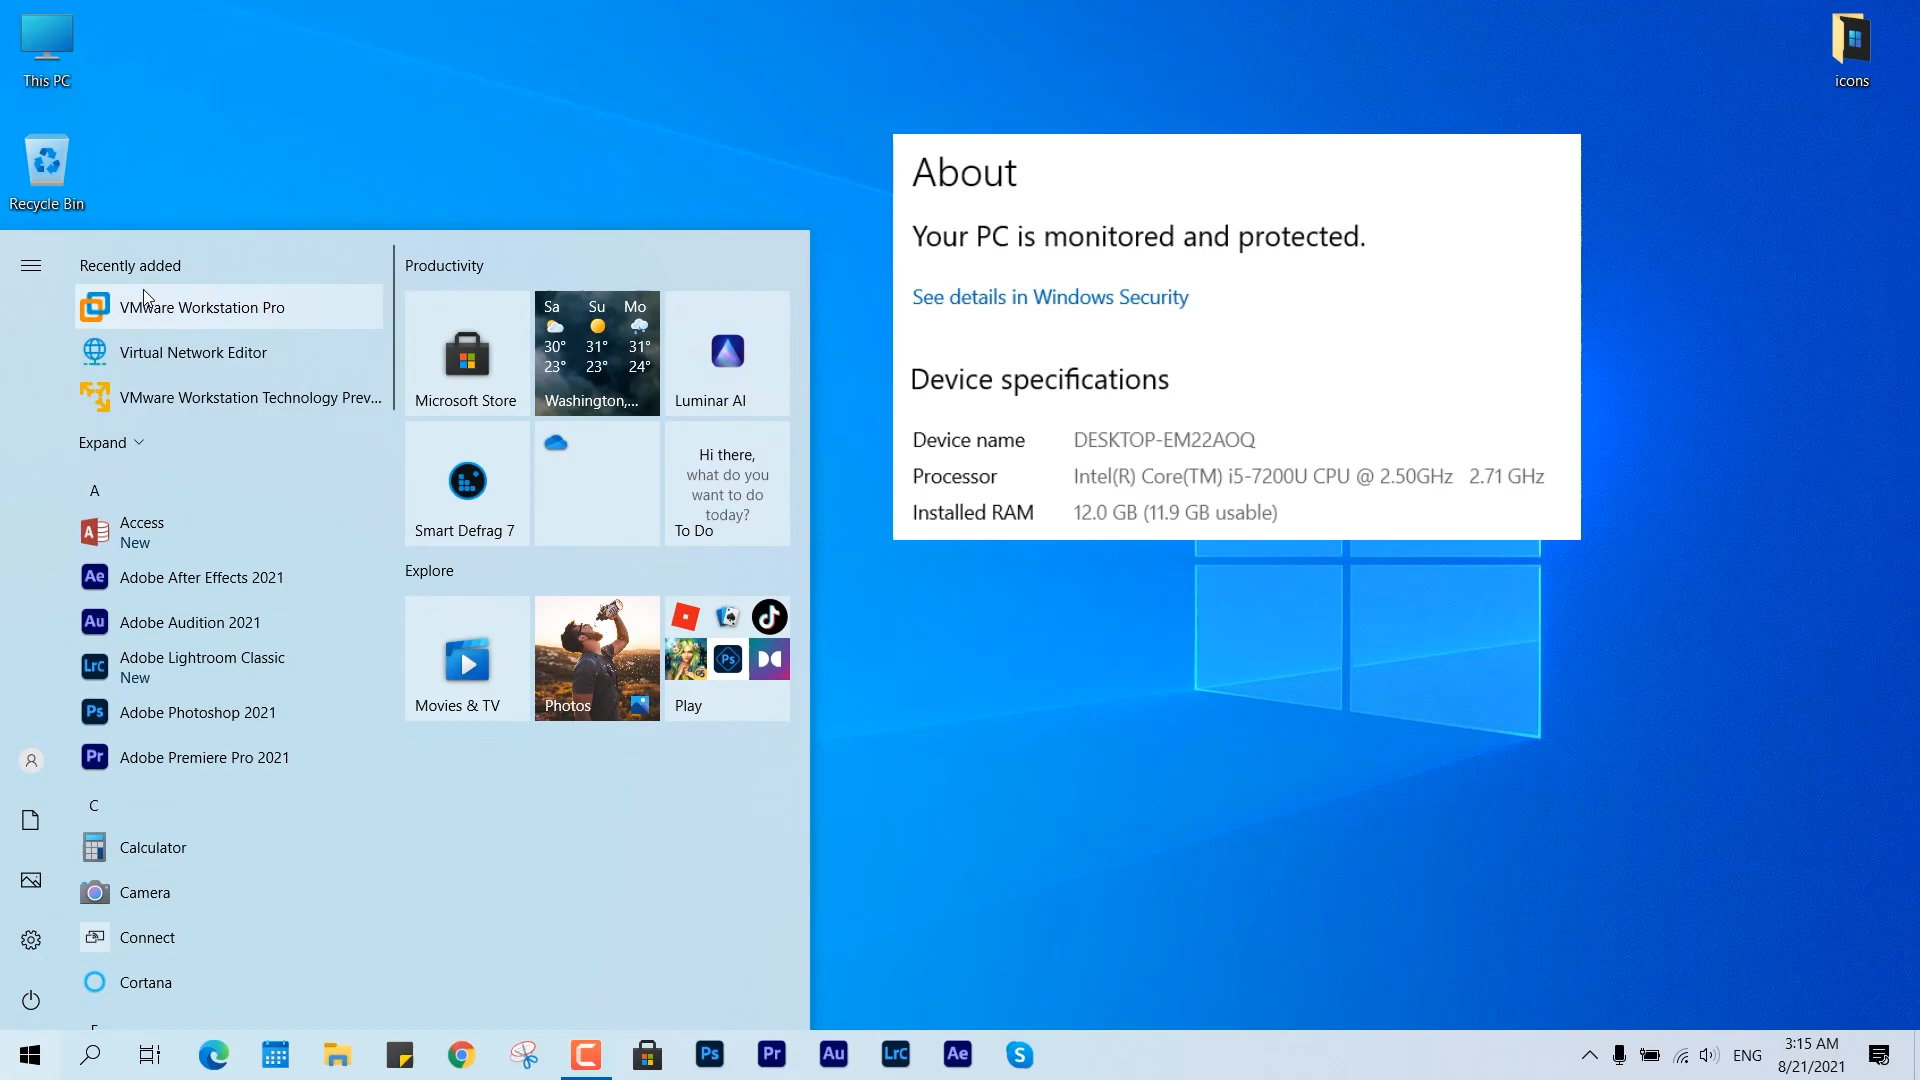 This PC
Recycle Bin
icons
Recently added
VMware Workstation Pro
Virtual Network Editor
VMware Workstation Technology Prev...
Expand
A
Access
New
Adobe After Effects 2021
Adobe Audition 2021
Adobe Lightroom Classic
New
Adobe Photoshop 2021
Adobe Premiere Pro 2021
C
Calculator
Camera
Connect
Cortana
Productivity
Microsoft Store
Sa Su Mo
30° 31° 31°
23° 23° 24°
Washington,...
Luminar AI
Smart Defrag 7
Hi there,
what do you
want to do
today?
To Do
Explore
Movies & TV
Photos
Play
About
Your PC is monitored and protected.
See details in Windows Security
Device specifications
Device name DESKTOP-EM22AOQ
Processor Intel(R) Core(TM) i5-7200U CPU @ 2.50GHz 2.71 GHz
Installed RAM 12.0 GB (11.9 GB usable)
Ps Pr Au LrC Ae S
ENG
3:15 AM
8/21/2021